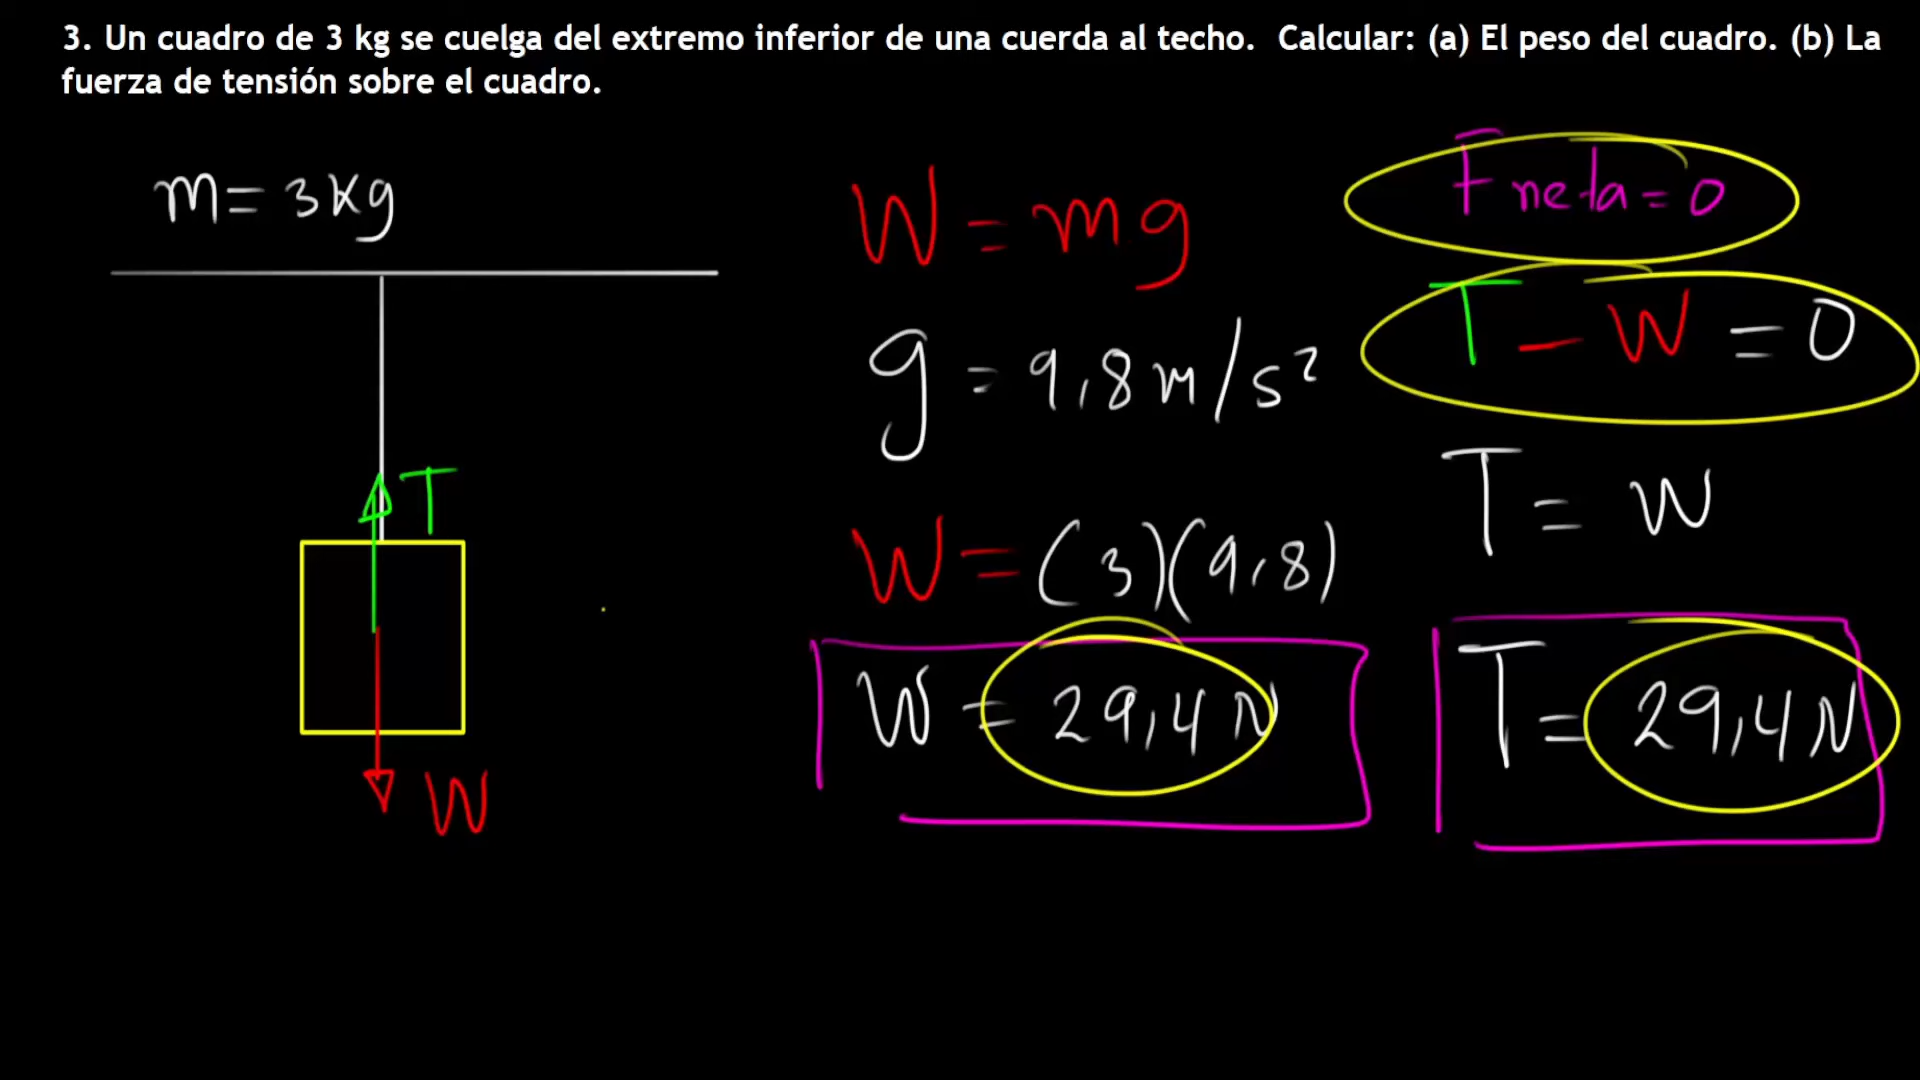 3. Un cuadro de 3 kg se cuelga del extremo inferior de una cuerda al techo. Calcular: (a) El peso del cuadro. (b) La
fuerza de tensión sobre el cuadro.
m = 3 kg
T
W
W = mg
g = 9,8 m/s²
W = (3)(9,8)
W = 29,4 N
Fneta = 0
T - W = 0
T = W
T = 29,4 N